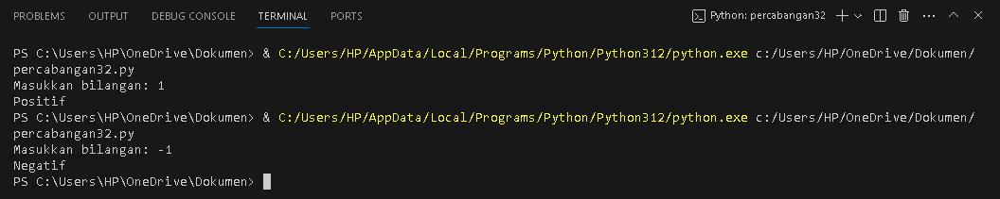 PROBLEMS OUTPUT DEBUG CONSOLE TERMINAL PORTS Python: percabangan32
PS C:\Users\HP\OneDrive\Dokumen> & C:/Users/HP/AppData/Local/Programs/Python/Python312/python.exe c:/Users/HP/OneDrive/Dokumen/
percabangan32.py
Masukkan bilangan: 1
Positif
PS C:\Users\HP\OneDrive\Dokumen> & C:/Users/HP/AppData/Local/Programs/Python/Python312/python.exe c:/Users/HP/OneDrive/Dokumen/
percabangan32.py
Masukkan bilangan: -1
Negatif
PS C:\Users\HP\OneDrive\Dokumen>